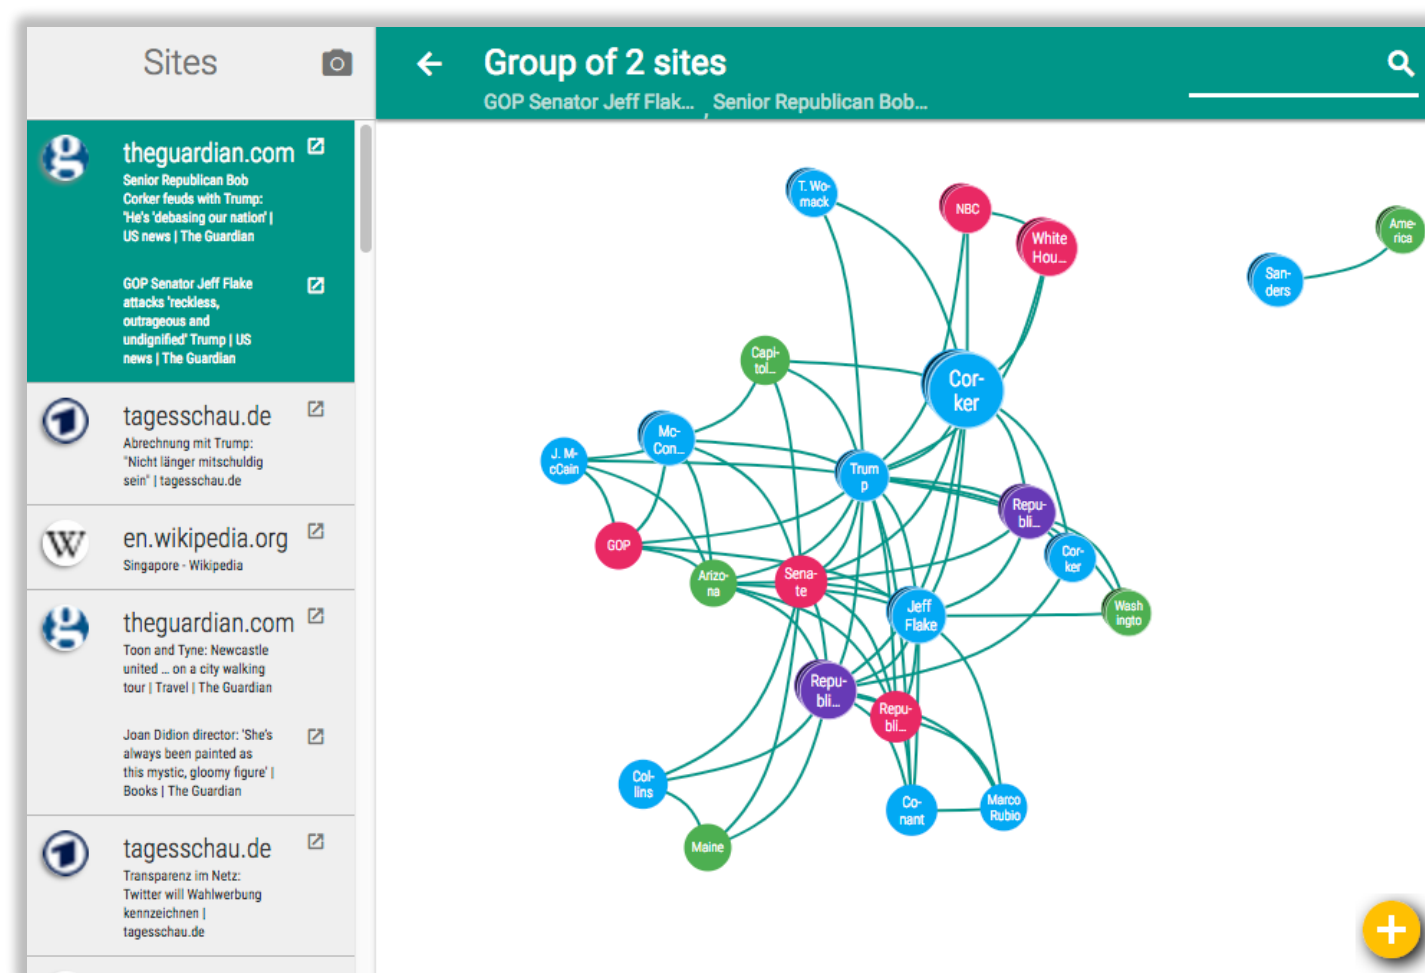 Sites
Group of 2 sites
GOP Senator Jeff Flak... , Senior Republican Bob...
theguardian.com
Senior Republican Bob
Corker feuds with Trump:
'He's 'debasing our nation' |
US news | The Guardian
GOP Senator Jeff Flake
attacks 'reckless,
outrageous and
undignified' Trump | US
news | The Guardian
tagesschau.de
Abrechnung mit Trump:
"Nicht länger mitschuldig
sein" | tagesschau.de
W
en.wikipedia.org
Singapore - Wikipedia
theguardian.com
Toon and Tyne: Newcastle
united ... on a city walking
tour | Travel | The Guardian
Joan Didion director: 'She's
always been painted as
this mystic, gloomy figure' |
Books | The Guardian
tagesschau.de
Transparenz im Netz:
Twitter will Wahlwerbung
kennzeichnen |
tagesschau.de
T. Wo-
mack
NBC
White
Hou...
Ame-
rica
San-
ders
Capi-
tol...
Cor-
ker
Mc-
Con...
J. M-
cCain
Trum
p
Repu-
bli...
GOP
Cor-
ker
Arizo-
na
Sena-
te
Jeff
Flake
Wash
ingto
Repu-
bli...
Repu-
bli...
Col-
lins
Co-
nant
Marco
Rubio
Maine